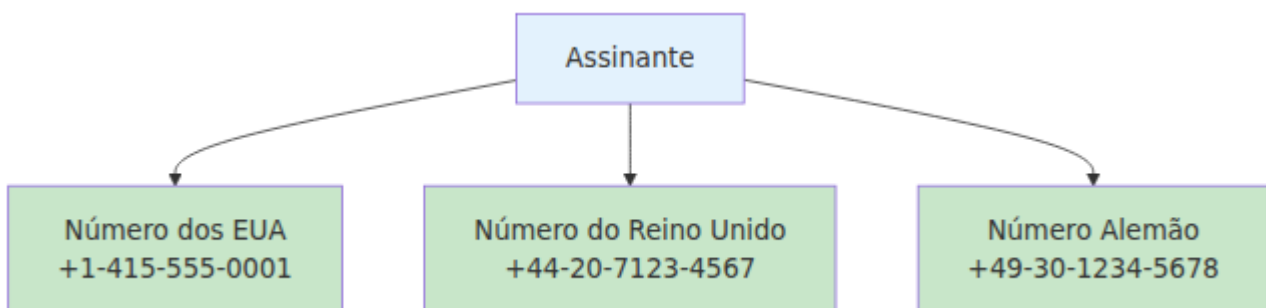 Assinante
Número dos EUA
+1-415-555-0001
Número do Reino Unido
+44-20-7123-4567
Número Alemão
+49-30-1234-5678